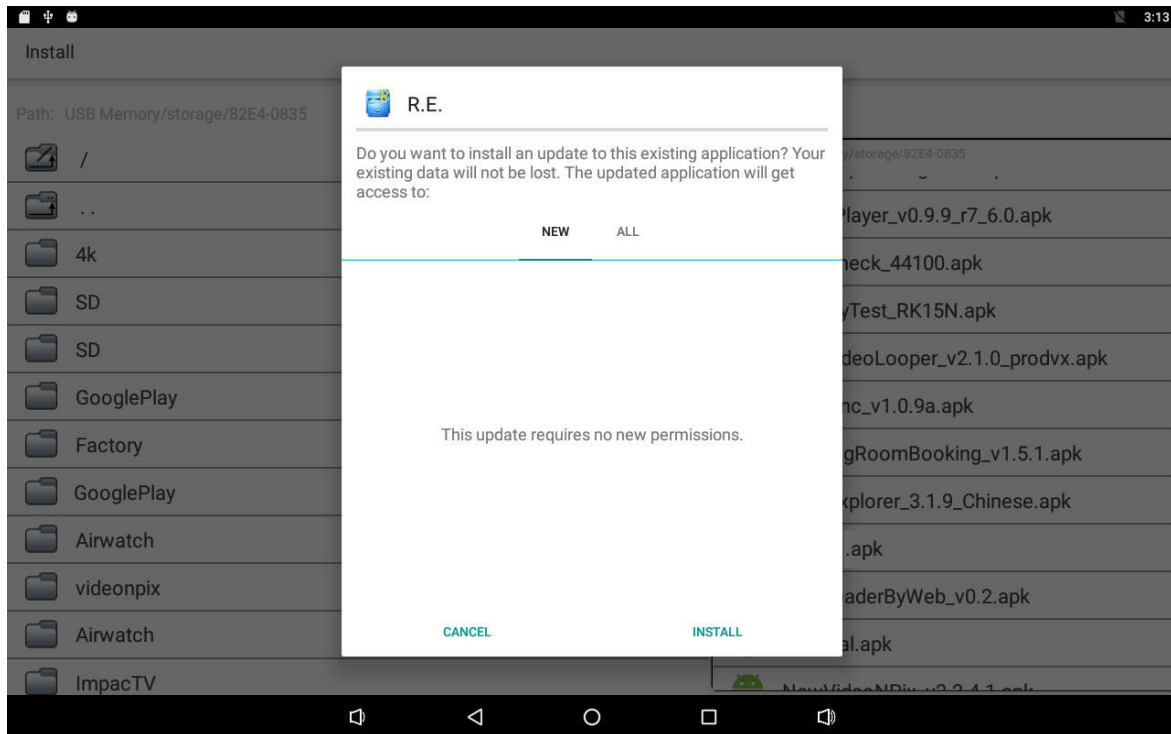 3:13
Install
Path: USB Memory/storage/82E4-0835
/
..
4k
SD
SD
GooglePlay
Factory
GooglePlay
Airwatch
videonpix
Airwatch
ImpacTV
R.E.
Do you want to install an update to this existing application? Your
existing data will not be lost. The updated application will get
access to:
NEW ALL
This update requires no new permissions.
CANCEL INSTALL
y/storage/82E4-0835
layer_v0.9.9_r7_6.0.apk
eck_44100.apk
yTest_RK15N.apk
deoLooper_v2.1.0_prodvx.apk
nc_v1.0.9a.apk
gRoomBooking_v1.5.1.apk
xplorer_3.1.9_Chinese.apk
.apk
aderByWeb_v0.2.apk
al.apk